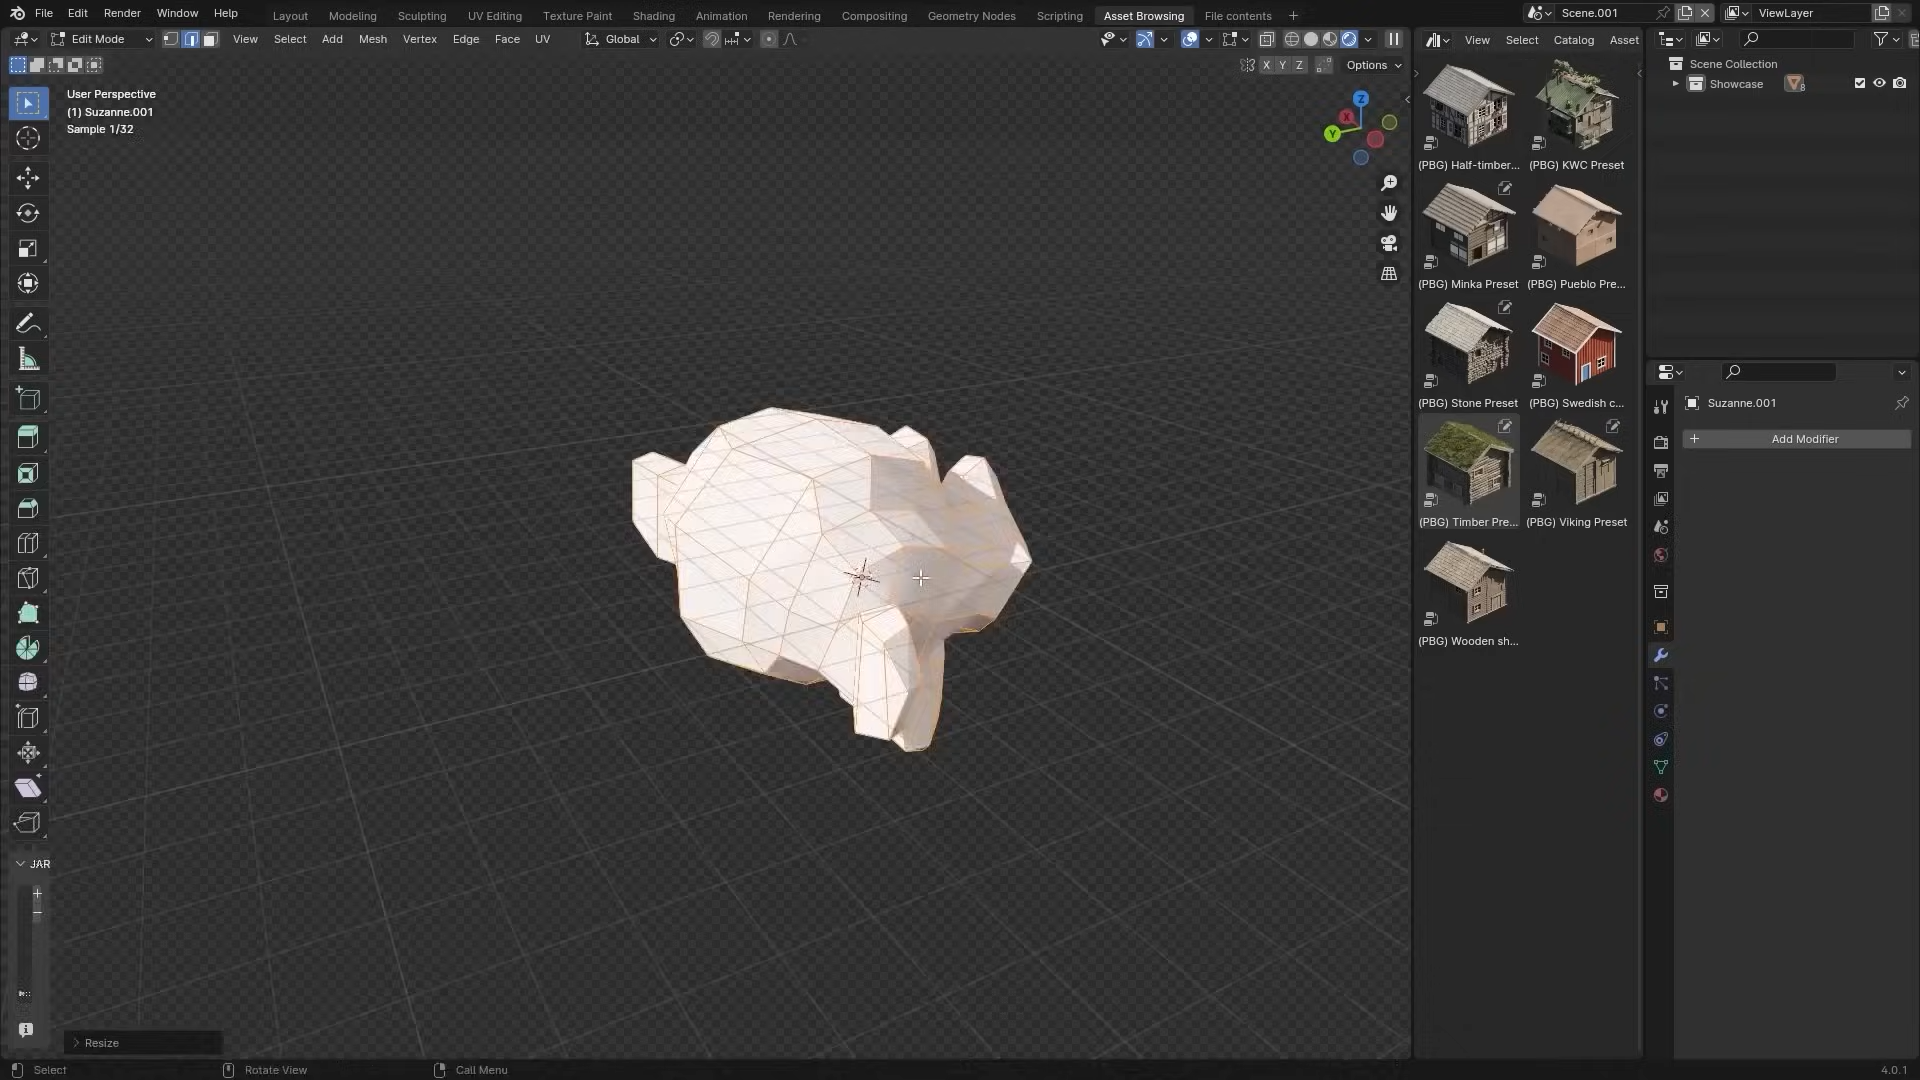 File Edit Render Window Help Layout Modeling Sculpting UV Editing Texture Paint Shading Animation Rendering Compositing Geometry Nodes Scripting Asset Browsing File contents + Scene.001 ViewLayer
Edit Mode View Select Add Mesh Vertex Edge Face UV Global View Select Catalog Asset
X Y Z Options
Scene Collection
Showcase 8
User Perspective
(1) Suzanne.001
Sample 1/32
Z
X
Y
(PBG) Half-timber... (PBG) KWC Preset
(PBG) Minka Preset (PBG) Pueblo Pre...
(PBG) Stone Preset (PBG) Swedish c...
(PBG) Timber Pre... (PBG) Viking Preset
(PBG) Wooden sh...
Suzanne.001
+ Add Modifier
JAR
Resize
Select Rotate View Call Menu 4.0.1